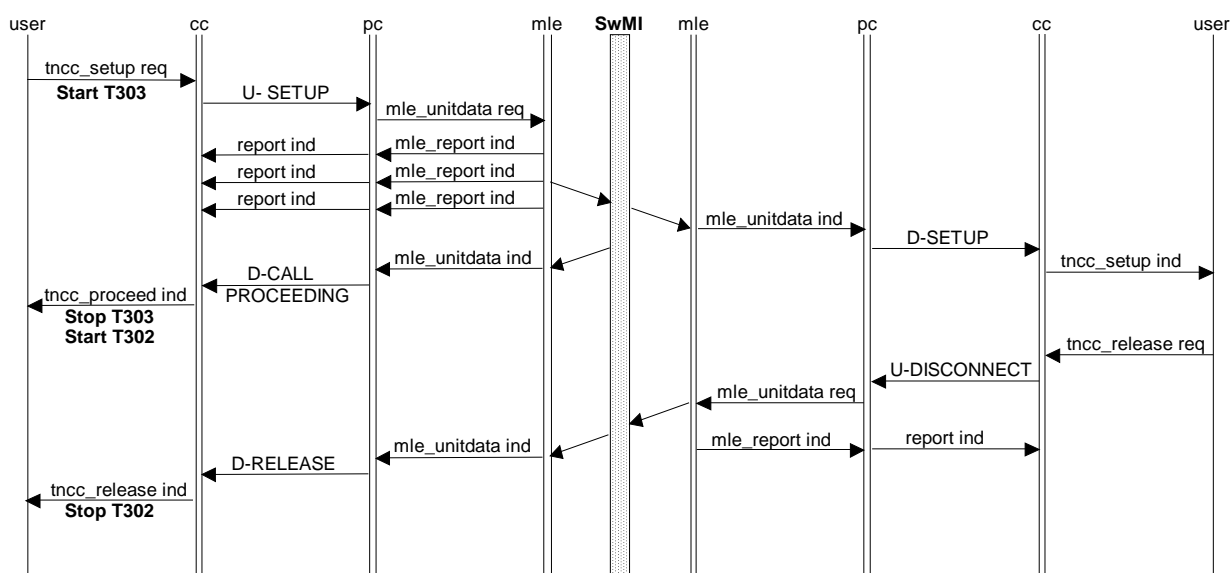 user cc pc mle SwMI mle pc cc user
tncc_setup req
Start T303
U- SETUP
mle_unitdata req
report ind mle_report ind
report ind mle_report ind
report ind mle_report ind
mle_unitdata ind
D-SETUP
mle_unitdata ind
tncc_setup ind
D-CALL
PROCEEDING
tncc_proceed ind
Stop T303
Start T302
tncc_release req
U-DISCONNECT
mle_unitdata req
mle_unitdata ind mle_report ind report ind
D-RELEASE
tncc_release ind
Stop T302